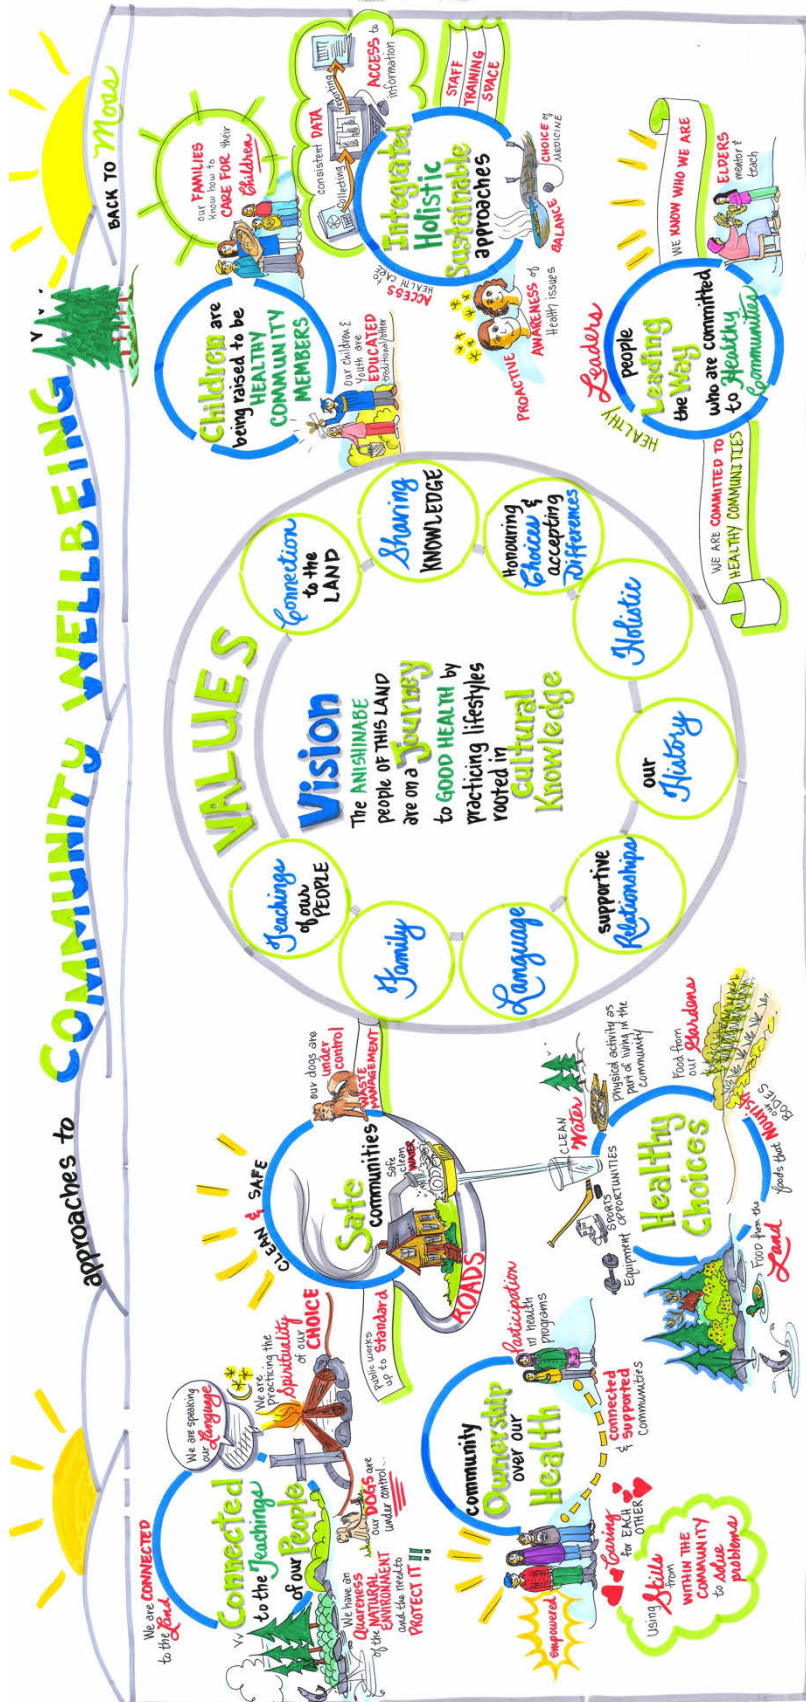 approaches to COMMUNITY WELLBEING
BACK TO Moas
We are CONNECTED
to the Land
Connected
to the Teachings
of our People
We are speaking
our Language
We are
Practicing the
Spirituality
of our CHOICE
our DOGS are
under control...
We have an
Awareness
of the NATURAL
ENVIRONMENT
and the need to
PROTECT IT!!
CLEAN & SAFE
Safe
communities
our dogs are
under
control
WASTE
MANAGEMENT
Safe
clean
WATER
Public works
up to Standard
ROADS
community
Ownership
over our
Health
empowered
Participation
in health
programs
connected
& supported
communities
Caring
for EACH
OTHER
Using Skills
from
WITHIN THE
COMMUNITY
to solve
problems
Healthy
Choices
Equipment
SPORTS
OPPORTUNITIES
CLEAN
Water
physical activity as
part of living in the
community
Food from
our Gardens
foods that Nourish
our
BODIES
Food from the
Land
VALUES
Teachings
of our
PEOPLE
Family
Language
supportive
Relationships
our
History
Holistic
Honouring
Choices &
accepting
Differences
Sharing
KNOWLEDGE
Connection
to the
LAND
Vision
The ANISHINABE
people OF THIS LAND
are on a Journey
to GOOD HEALTH by
practicing lifestyles
rooted in
Cultural
Knowledge
Children are
being raised to be
HEALTHY
COMMUNITY
MEMBERS
our FAMILIES
know how to
CARE FOR their
Children
our children &
Youth are
EDUCATED
traditional/other
Integrated
Holistic
Sustainable
approaches
consistent DATA
Collecting
reporting
ACCESS to
information
STAFF
TRAINING
SPACE
ACCESS to
HEALTH CARE
PROACTIVE
AWARENESS of
Health issues
BALANCE
CHOICE of
MEDICINE
HEALTHY Leaders
people
Leading
the Way
who are committed
to Healthy
Communities
WE ARE COMMITTED TO
HEALTHY COMMUNITIES
WE KNOW WHO WE ARE
ELDERS
mentor &
teach